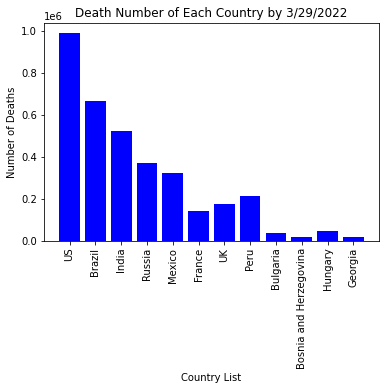 Death Number of Each Country by 3/29/2022
1e6
1.0
0.8
0.6
0.4
0.2
0.0
Number of Deaths
US
Brazil
India
Russia
Mexico
France
UK
Peru
Bulgaria
Bosnia and Herzegovina
Hungary
Georgia
Country List